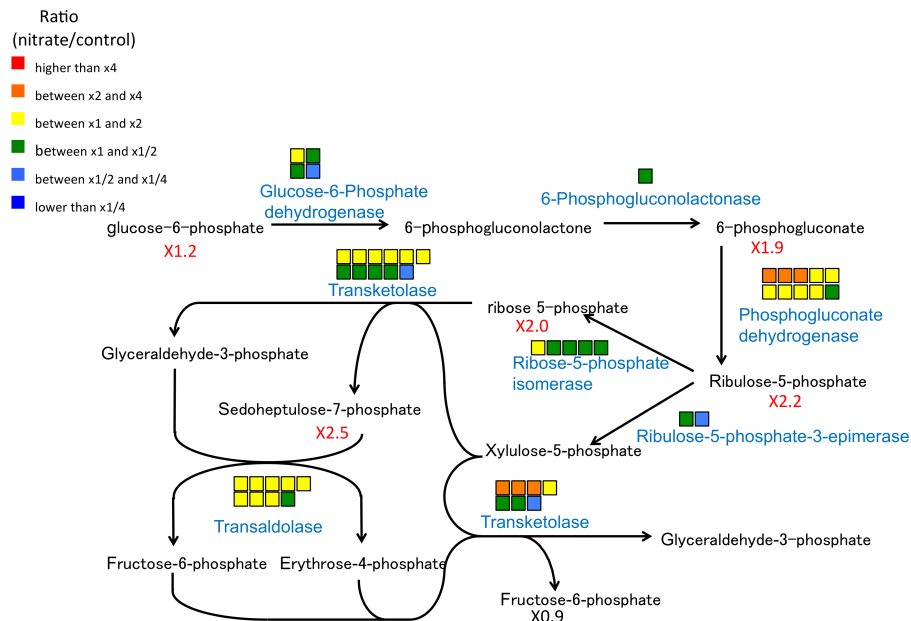 Ratio
(nitrate/control)
higher than x4
between x2 and x4
between x1 and x2
between x1 and x1/2
between x1/2 and x1/4
lower than x1/4
Glucose-6-Phosphate
dehydrogenase
6-Phosphogluconolactonase
glucose-6-phosphate
6-phosphogluconolactone
6-phosphogluconate
X1.2
X1.9
Transketolase
Phosphogluconate
dehydrogenase
ribose 5-phosphate
X2.0
Glyceraldehyde-3-phosphate
Ribose-5-phosphate
isomerase
Ribulose-5-phosphate
X2.2
Sedoheptulose-7-phosphate
X2.5
Ribulose-5-phosphate-3-epimerase
Xylulose-5-phosphate
Transaldolase
Transketolase
Glyceraldehyde-3-phosphate
Fructose-6-phosphate
Erythrose-4-phosphate
Fructose-6-phosphate
X0.9